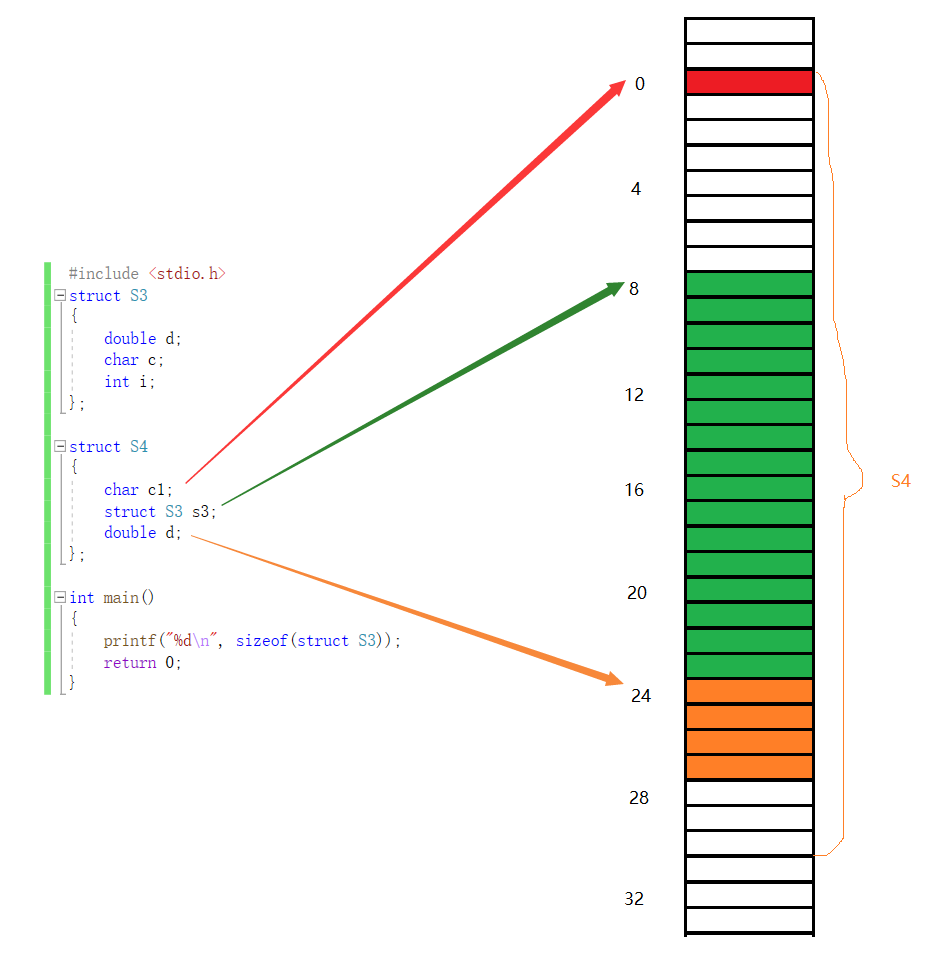 #include <stdio.h>
struct S3
{
double d;
char c;
int i;
};
struct S4
{
char c1;
struct S3 s3;
double d;
};
int main()
{
printf("%d\n", sizeof(struct S3));
return 0;
}
0
4
8
12
16
20
24
28
32
S4